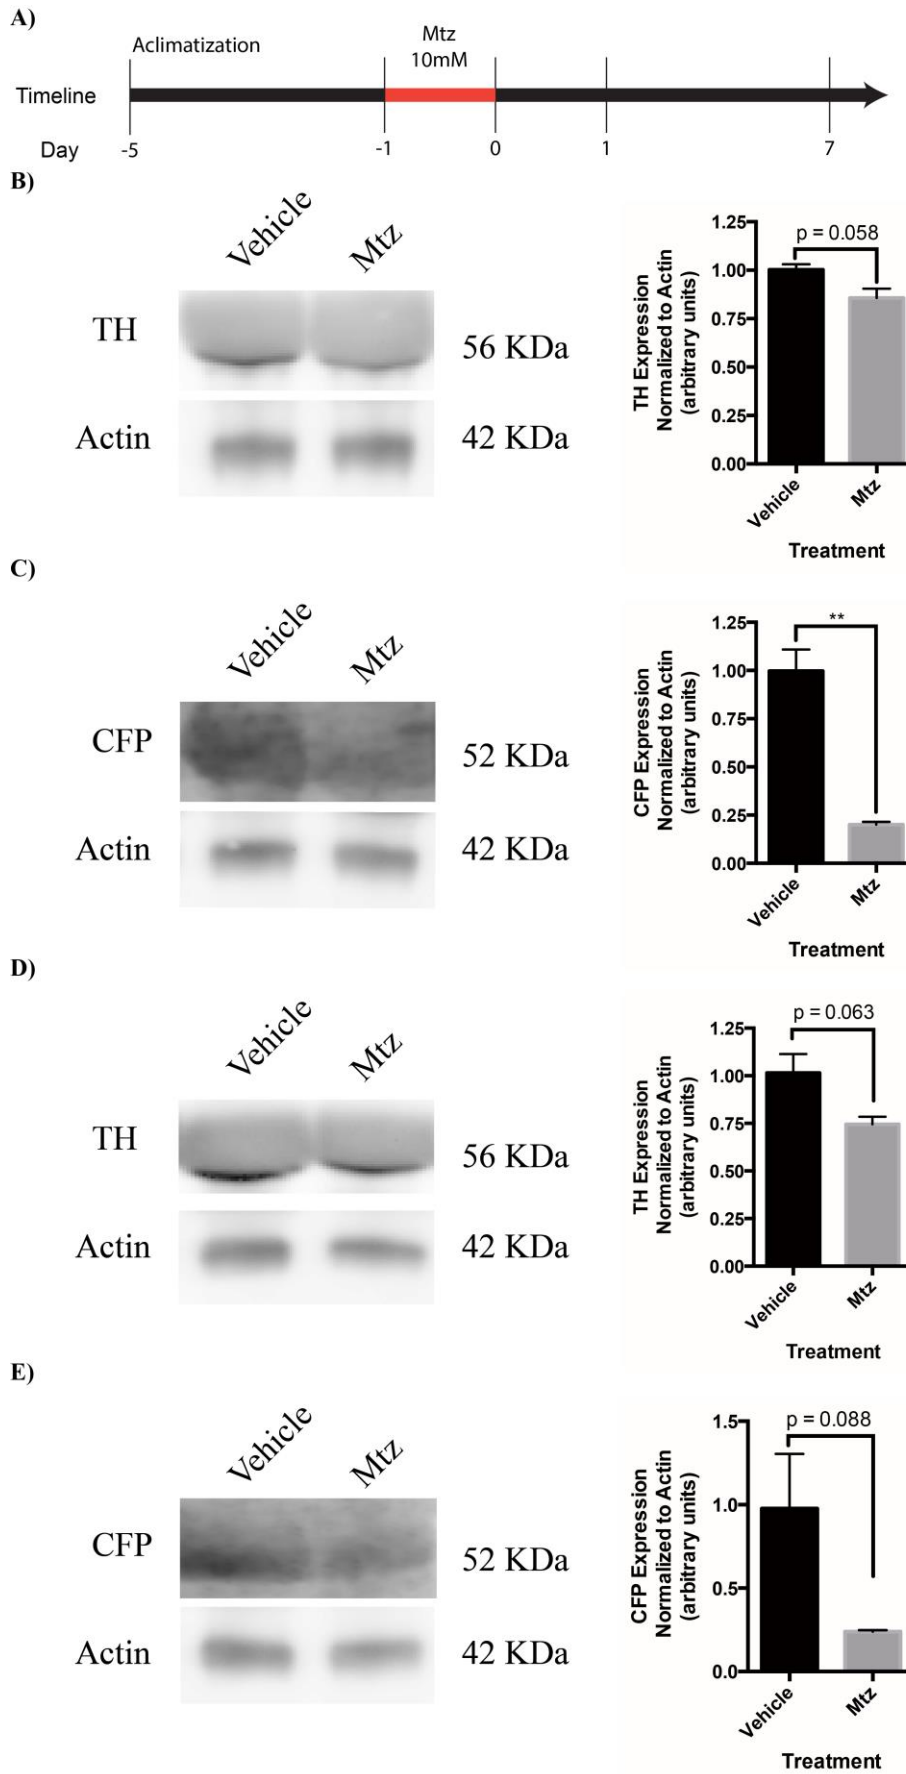 A)
Aclimatization
Mtz
10mM
Timeline
Day
-5
-1
0
1
7
B)
Vehicle
Mtz
TH
56 KDa
Actin
42 KDa
TH Expression
Normalized to Actin
(arbitrary units)
1.25
1.00
0.75
0.50
0.25
0.00
p = 0.058
Vehicle
Mtz
Treatment
C)
Vehicle
Mtz
CFP
52 KDa
Actin
42 KDa
CFP Expression
Normalized to Actin
(arbitrary units)
1.25
1.00
0.75
0.50
0.25
0.00
**
Vehicle
Mtz
Treatment
D)
Vehicle
Mtz
TH
56 KDa
Actin
42 KDa
TH Expression
Normalized to Actin
(arbitrary units)
1.25
1.00
0.75
0.50
0.25
0.00
p = 0.063
Vehicle
Mtz
Treatment
E)
Vehicle
Mtz
CFP
52 KDa
Actin
42 KDa
CFP Expression
Normalized to Actin
(arbitrary units)
1.5
1.0
0.5
0.0
p = 0.088
Vehicle
Mtz
Treatment